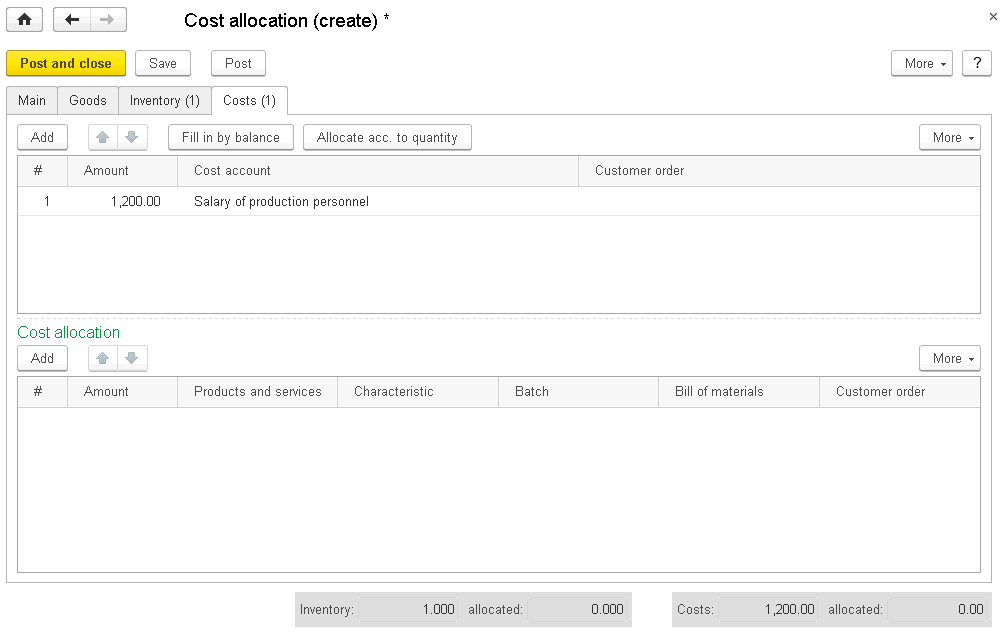 Cost allocation (create) *
Post and close Save Post More ?
Main Goods Inventory (1) Costs (1)
Add Fill in by balance Allocate acc. to quantity More
# Amount Cost account Customer order
1 1,200.00 Salary of production personnel
Cost allocation
Add More
# Amount Products and services Characteristic Batch Bill of materials Customer order
Inventory: 1.000 allocated: 0.000 Costs: 1,200.00 allocated: 0.00